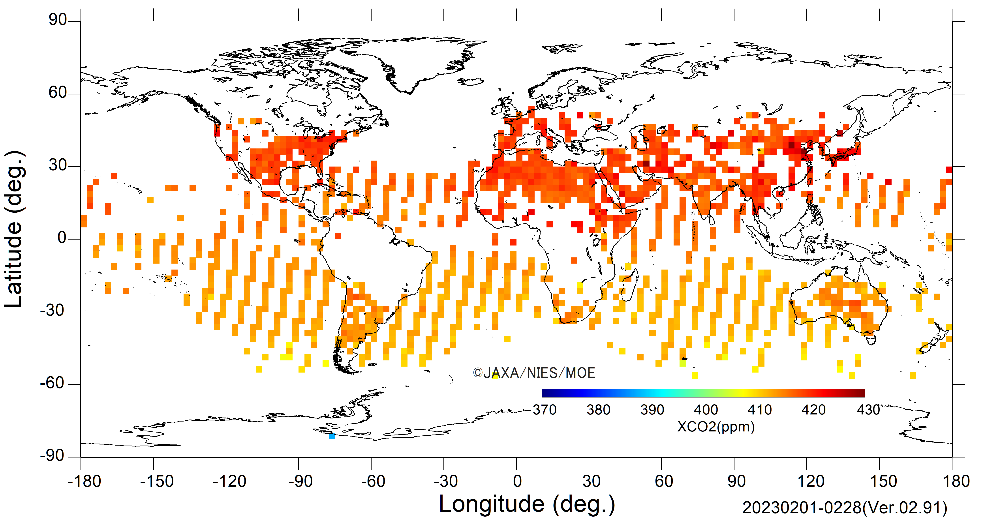 90
60
30
0
-30
-60
-90
Latitude (deg.)
©JAXA/NIES/MOE
370 380 390 400 410 420 430
XCO2(ppm)
-180 -150 -120 -90 -60 -30 0 30 60 90 120 150 180
Longitude (deg.)
20230201-0228(Ver.02.91)